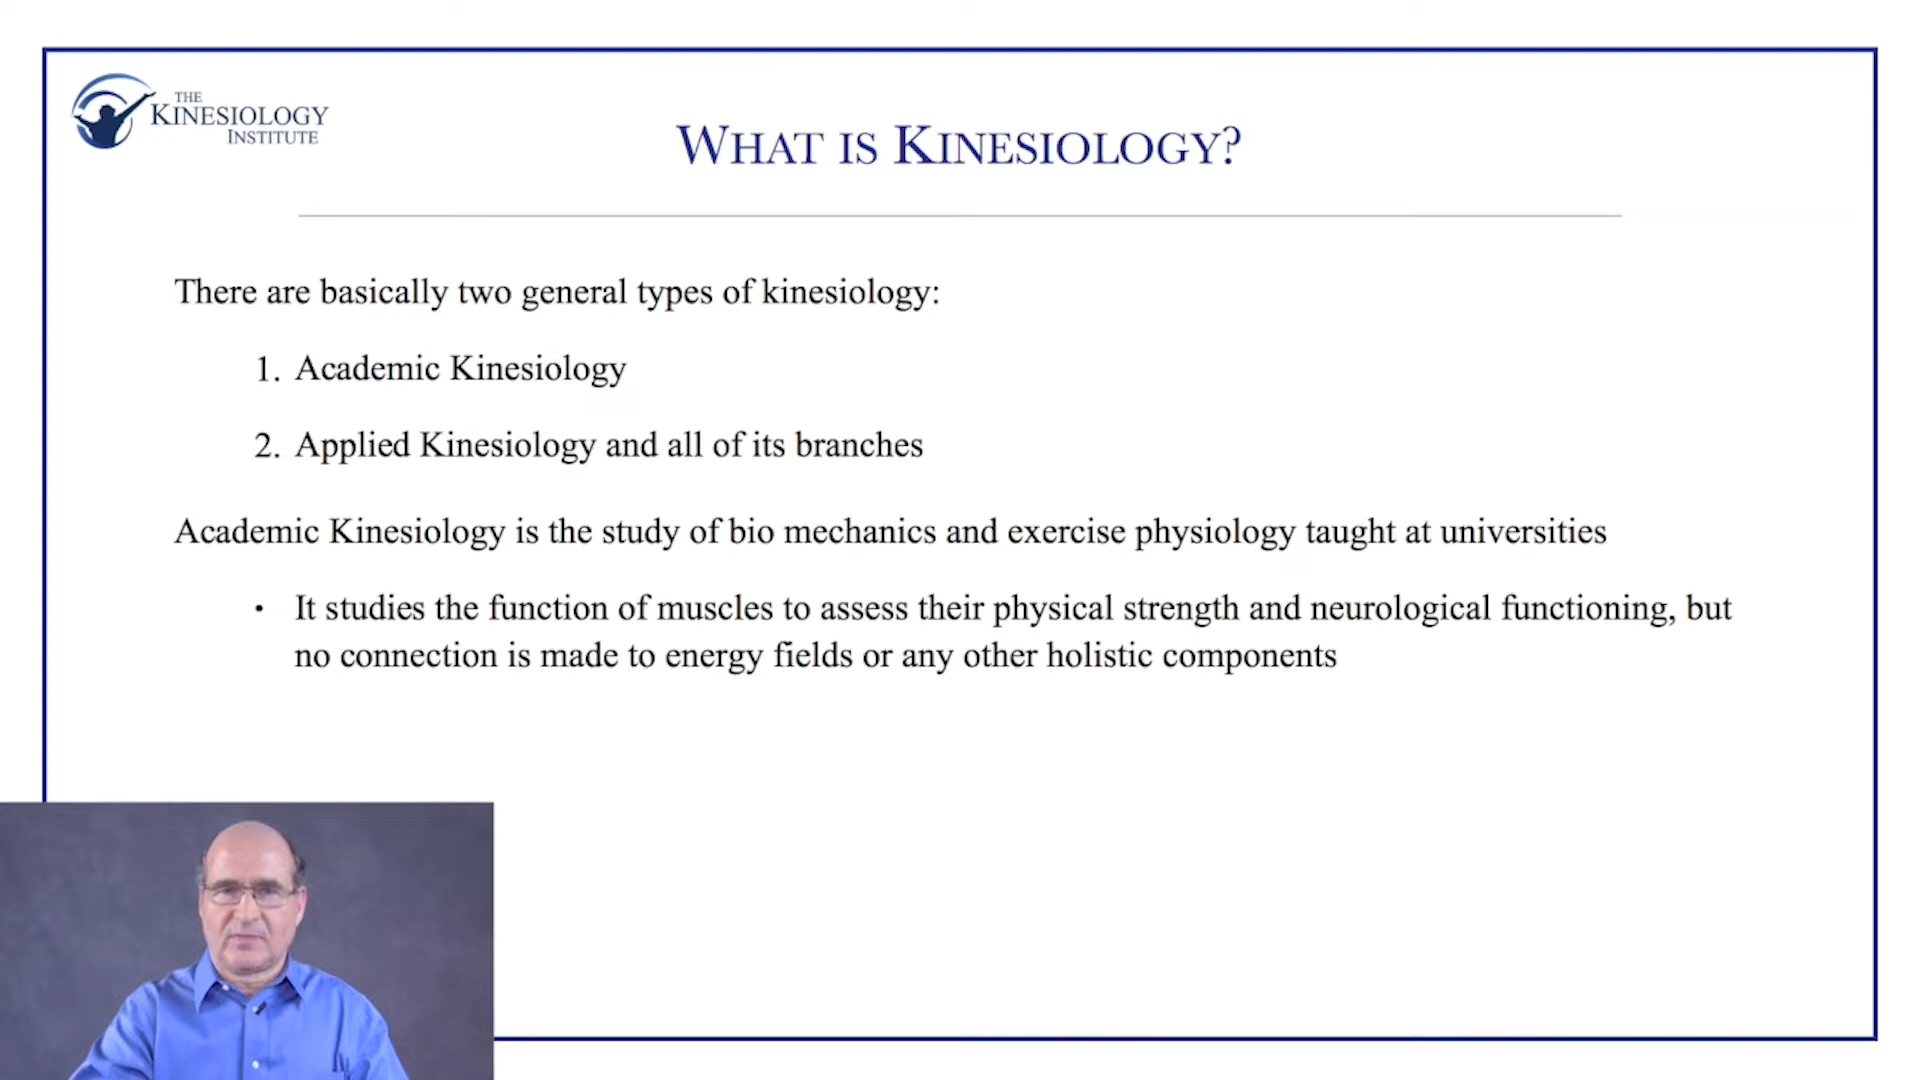 THE
KINESIOLOGY
INSTITUTE
WHAT IS KINESIOLOGY?
There are basically two general types of kinesiology:
1. Academic Kinesiology
2. Applied Kinesiology and all of its branches
Academic Kinesiology is the study of bio mechanics and exercise physiology taught at universities
• It studies the function of muscles to assess their physical strength and neurological functioning, but
no connection is made to energy fields or any other holistic components